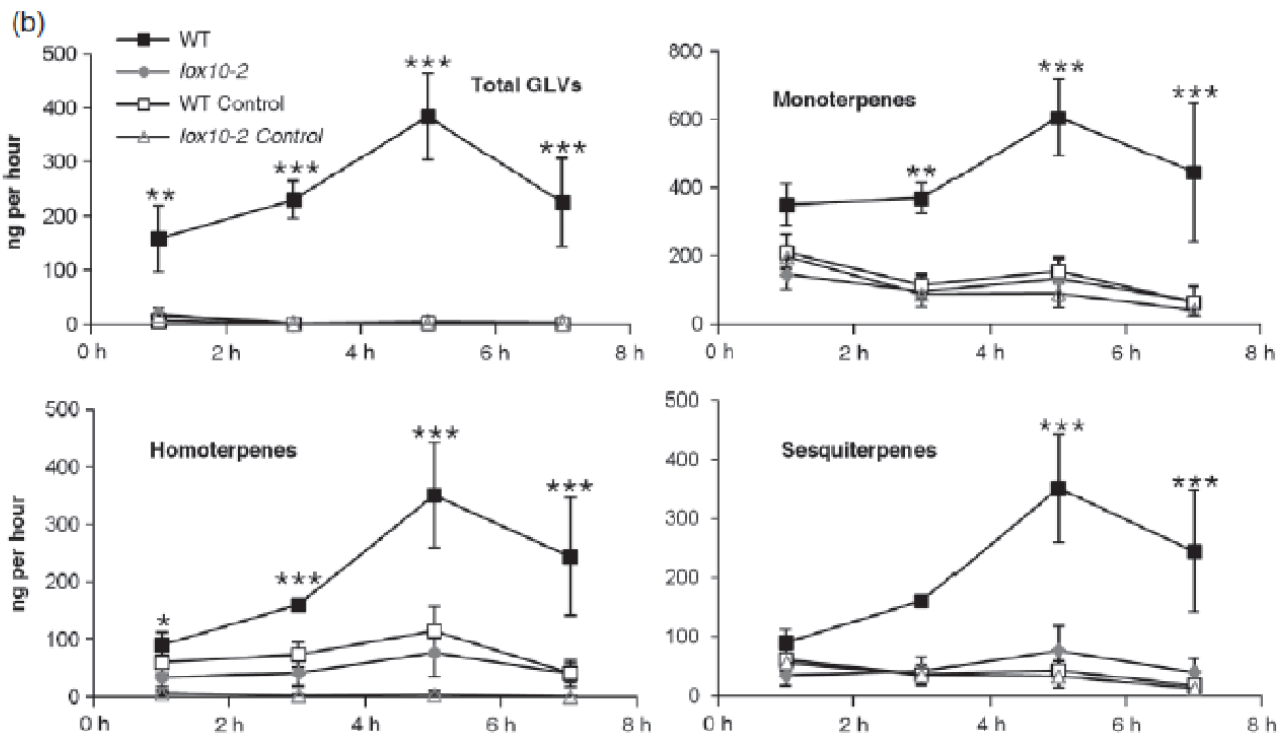 (b)
WT
lox10-2
WT Control
lox10-2 Control
Total GLVs
ng per hour
500
400
300
200
100
0
** *** *** ***
0 h 2 h 4 h 6 h 8 h
Monoterpenes
800
600
400
200
0
** *** ***
0 h 2 h 4 h 6 h 8 h
Homoterpenes
ng per hour
500
400
300
200
100
0
* *** *** ***
0 h 2 h 4 h 6 h 8 h
Sesquiterpenes
500
400
300
200
100
0
*** ***
0 h 2 h 4 h 6 h 8 h